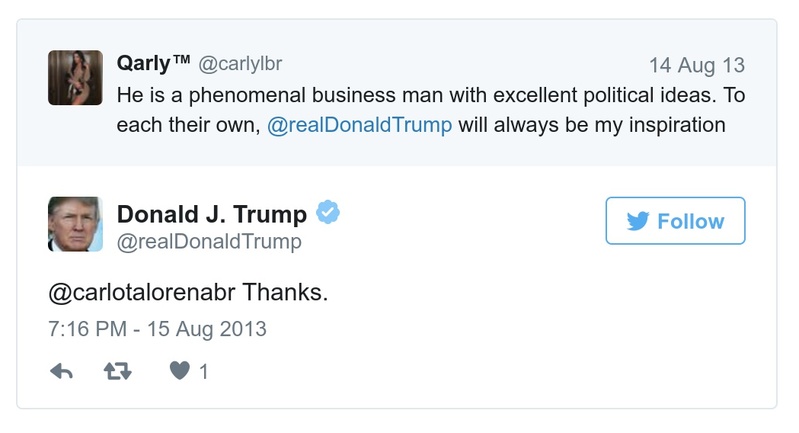 Qarly™ @carlylbr 14 Aug 13
He is a phenomenal business man with excellent political ideas. To
each their own, @realDonaldTrump will always be my inspiration
Donald J. Trump
@realDonaldTrump
Follow
@carlotalorenabr Thanks.
7:16 PM - 15 Aug 2013
1